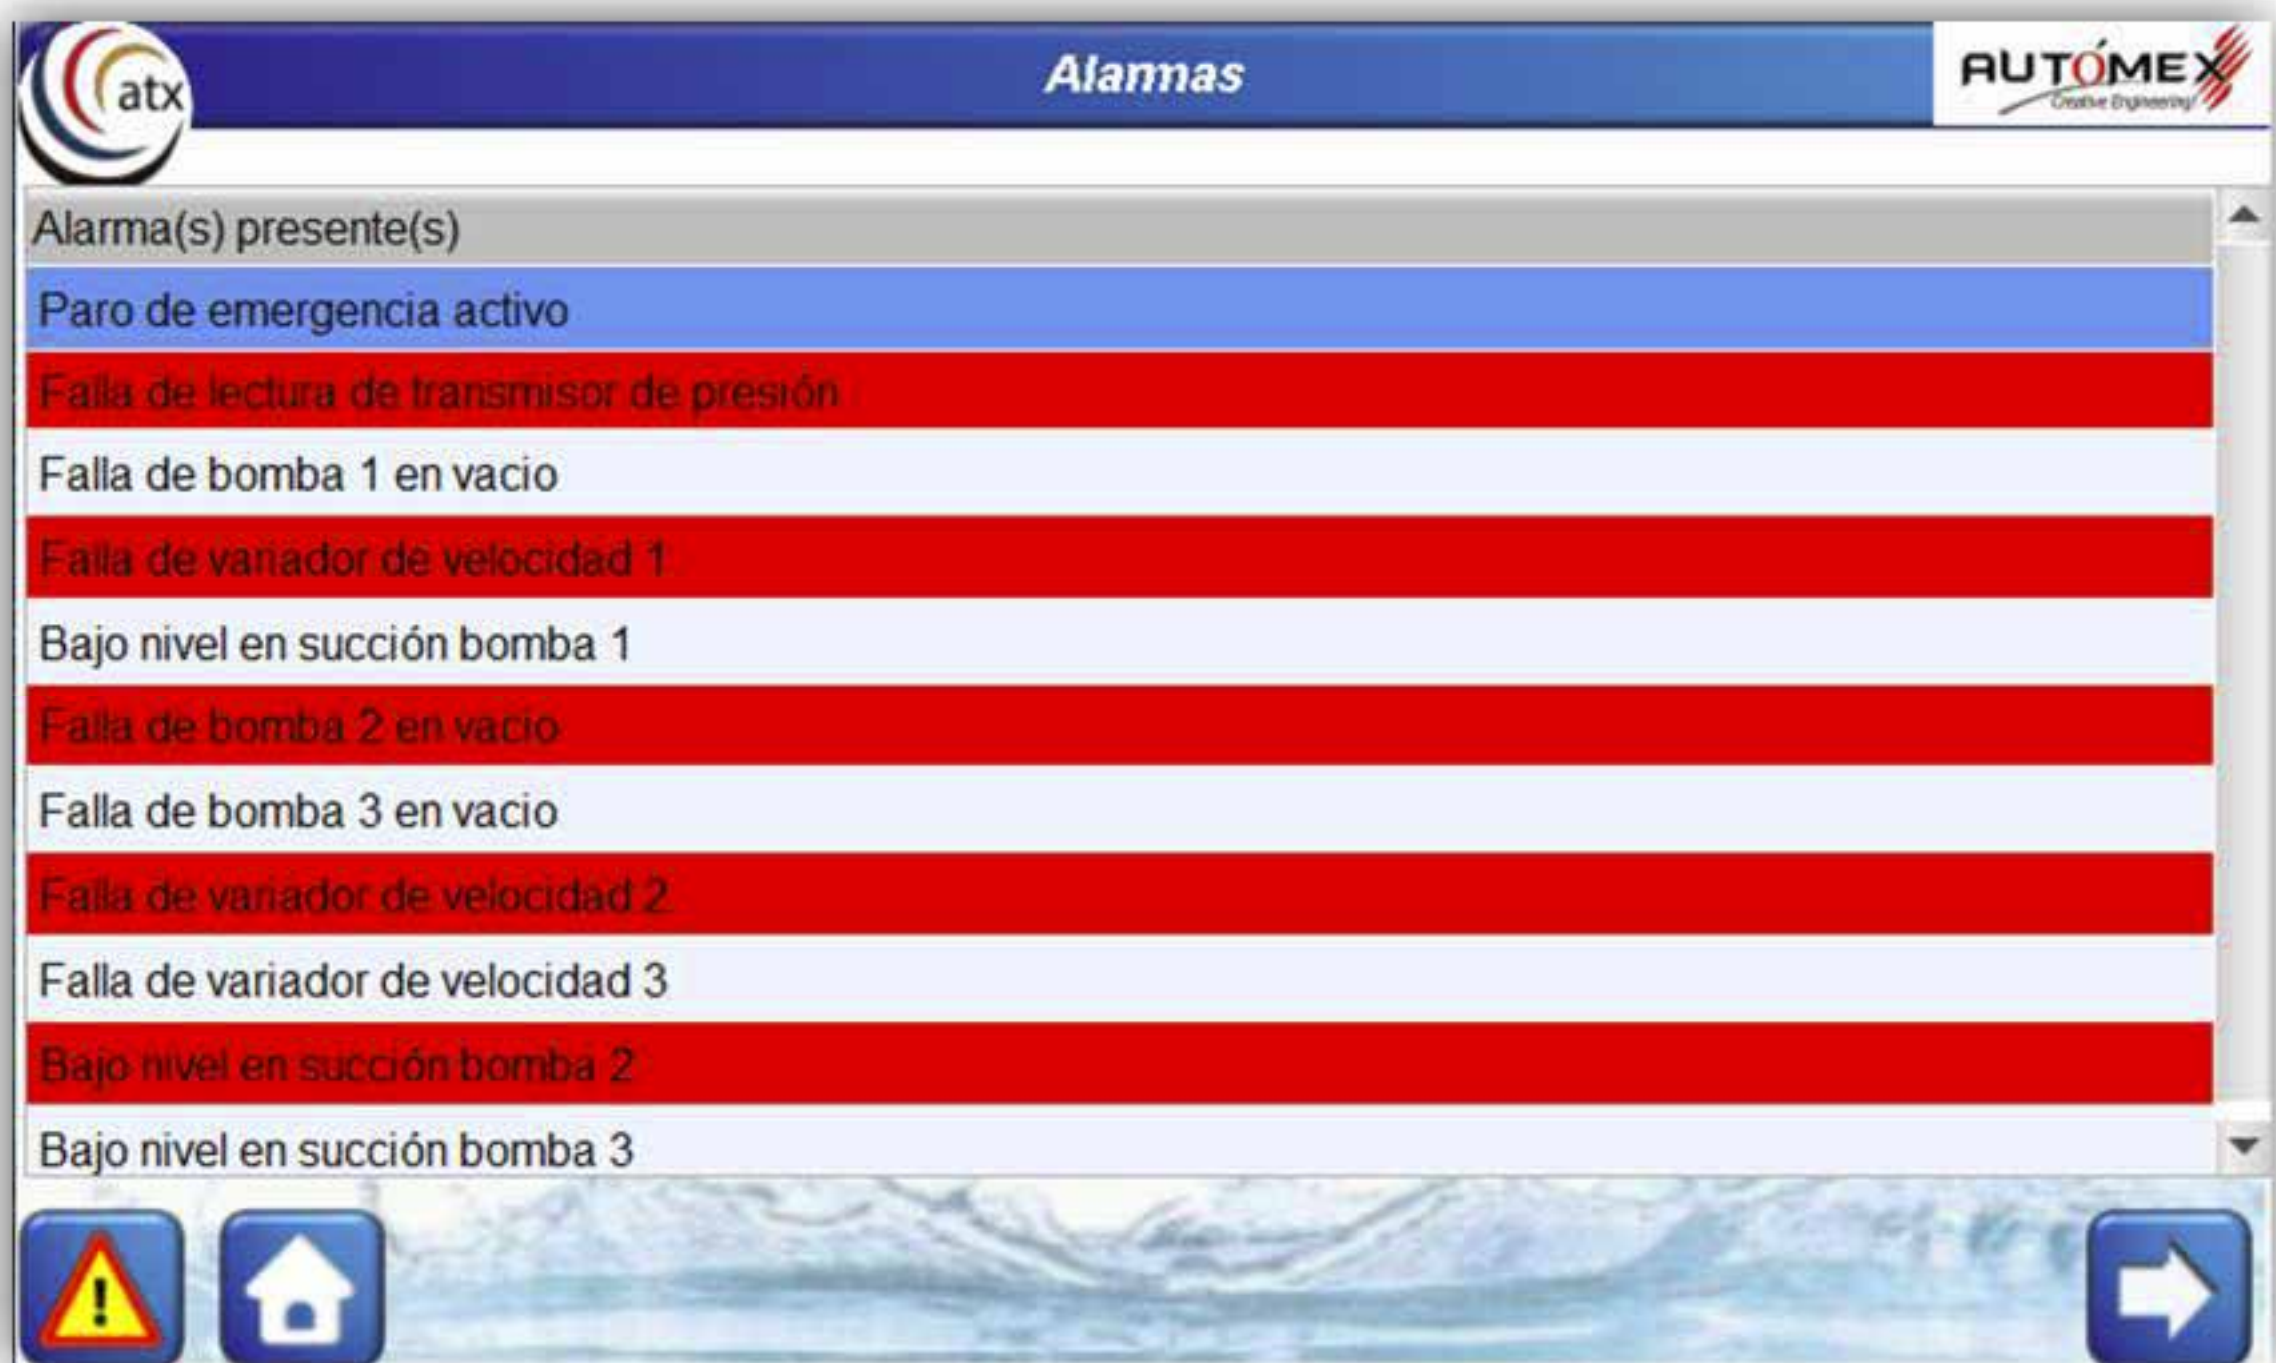 atx
Alarmas
AUTÓMEX
Creative Engineering!
Alarma(s) presente(s)
Paro de emergencia activo
Falla de lectura de transmisor de presión
Falla de bomba 1 en vacio
Falla de variador de velocidad 1
Bajo nivel en succión bomba 1
Falla de bomba 2 en vacio
Falla de bomba 3 en vacio
Falla de variador de velocidad 2
Falla de variador de velocidad 3
Bajo nivel en succión bomba 2
Bajo nivel en succión bomba 3
!